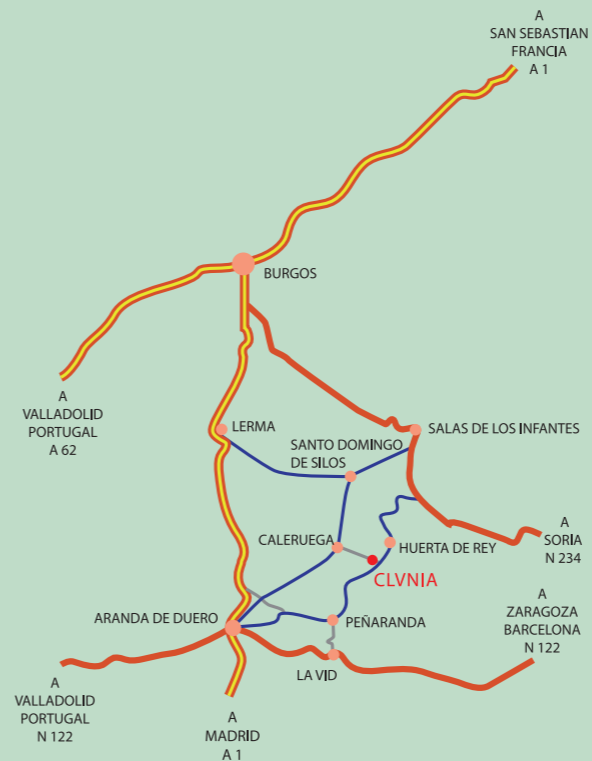 A
SAN SEBASTIAN
FRANCIA
A 1
BURGOS
A
VALLADOLID
PORTUGAL
A 62
LERMA
SALAS DE LOS INFANTES
SANTO DOMINGO
DE SILOS
CALERUEGA
HUERTA DE REY
A
SORIA
N 234
CLVNIA
ARANDA DE DUERO
PEÑARANDA
A
ZARAGOZA
BARCELONA
N 122
LA VID
A
VALLADOLID
PORTUGAL
N 122
A
MADRID
A 1